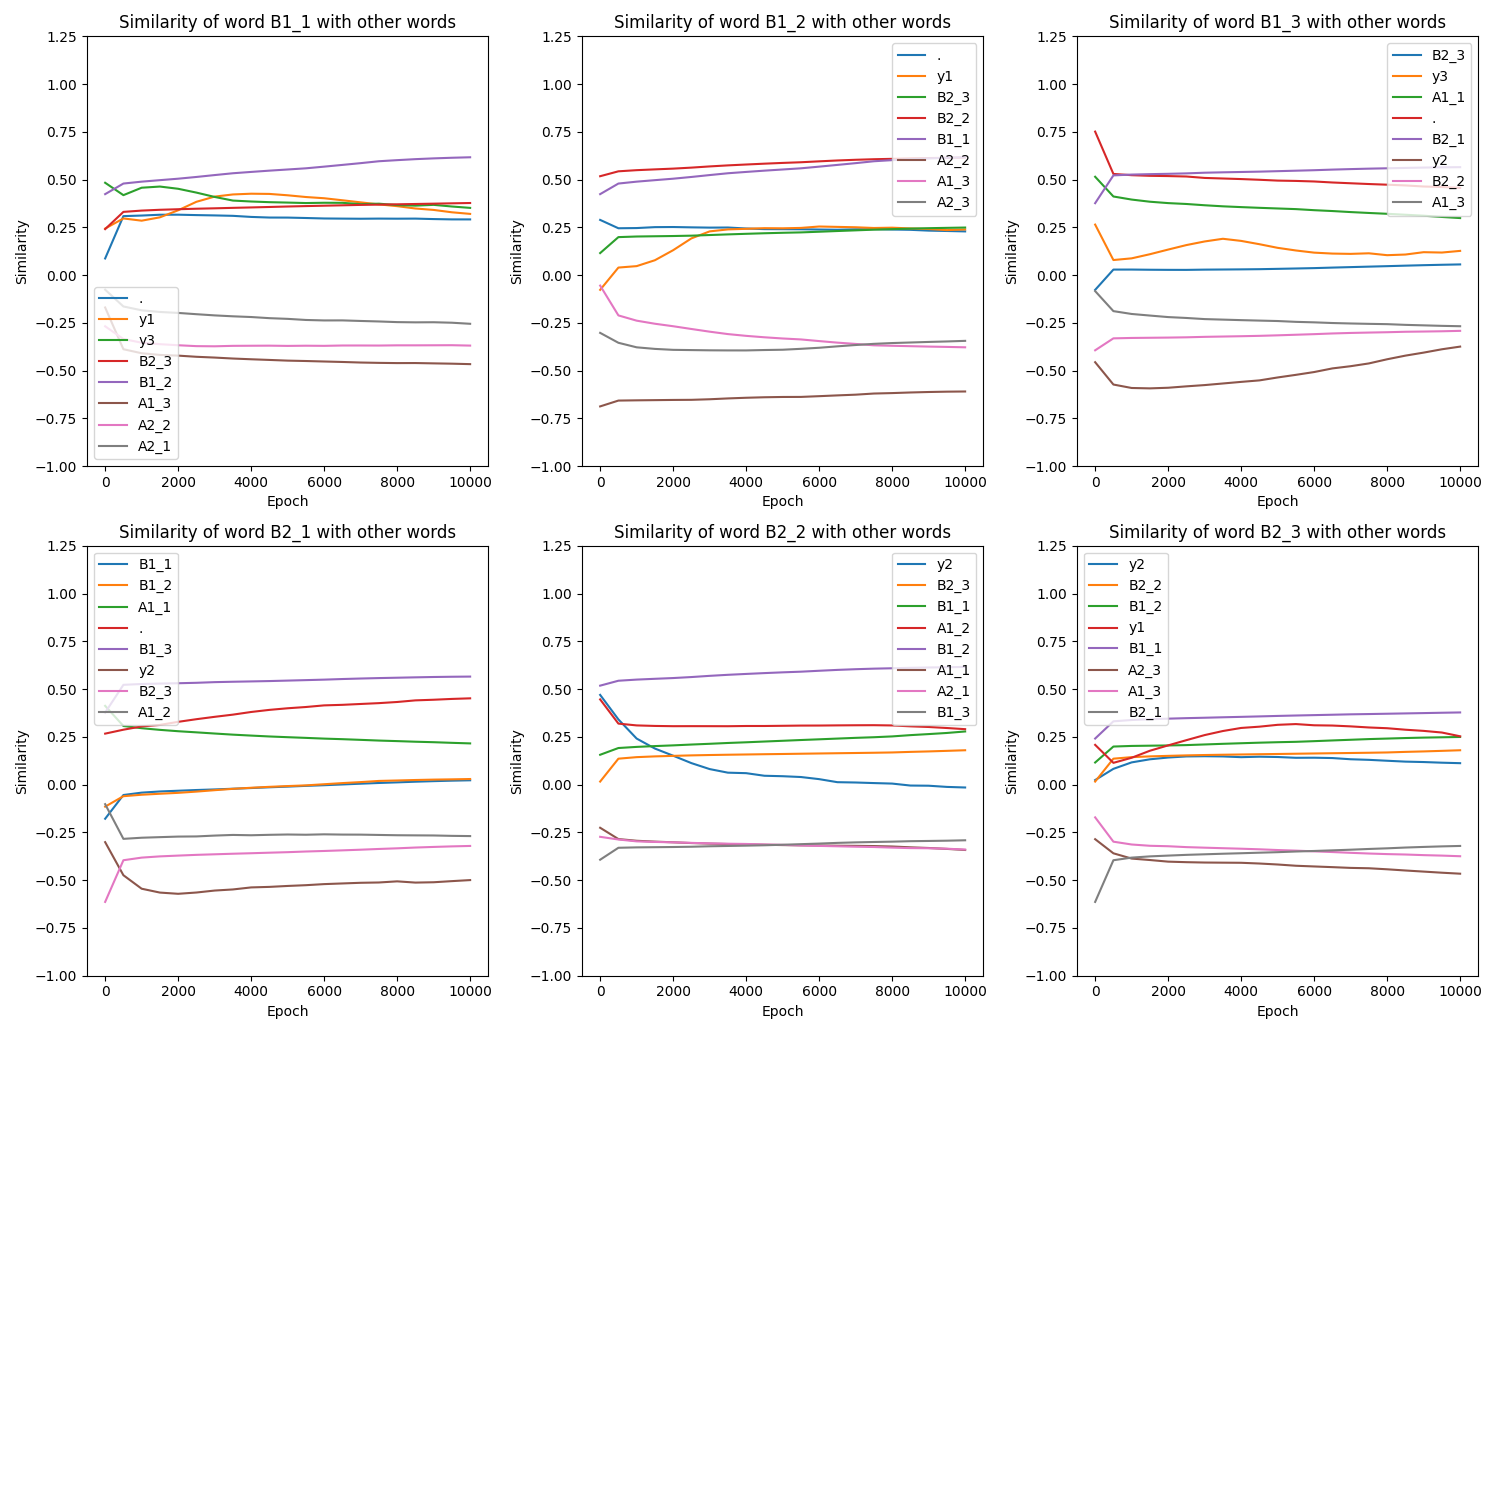 Similarity of word B1_1 with other words
1.25
1.00
0.75
0.50
0.25
0.00
−0.25
−0.50
−0.75
−1.00
Similarity
.
y1
y3
B2_3
B1_2
A1_3
A2_2
A2_1
0 2000 4000 6000 8000 10000
Epoch
Similarity of word B1_2 with other words
1.25
1.00
0.75
0.50
0.25
0.00
−0.25
−0.50
−0.75
−1.00
Similarity
.
y1
B2_3
B2_2
B1_1
A2_2
A1_3
A2_3
0 2000 4000 6000 8000 10000
Epoch
Similarity of word B1_3 with other words
1.25
1.00
0.75
0.50
0.25
0.00
−0.25
−0.50
−0.75
−1.00
Similarity
B2_3
y3
A1_1
.
B2_1
y2
B2_2
A1_3
0 2000 4000 6000 8000 10000
Epoch
Similarity of word B2_1 with other words
1.25
1.00
0.75
0.50
0.25
0.00
−0.25
−0.50
−0.75
−1.00
Similarity
B1_1
B1_2
A1_1
.
B1_3
y2
B2_3
A1_2
0 2000 4000 6000 8000 10000
Epoch
Similarity of word B2_2 with other words
1.25
1.00
0.75
0.50
0.25
0.00
−0.25
−0.50
−0.75
−1.00
Similarity
y2
B2_3
B1_1
A1_2
B1_2
A1_1
A2_1
B1_3
0 2000 4000 6000 8000 10000
Epoch
Similarity of word B2_3 with other words
1.25
1.00
0.75
0.50
0.25
0.00
−0.25
−0.50
−0.75
−1.00
Similarity
y2
B2_2
B1_2
y1
B1_1
A2_3
A1_3
B2_1
0 2000 4000 6000 8000 10000
Epoch